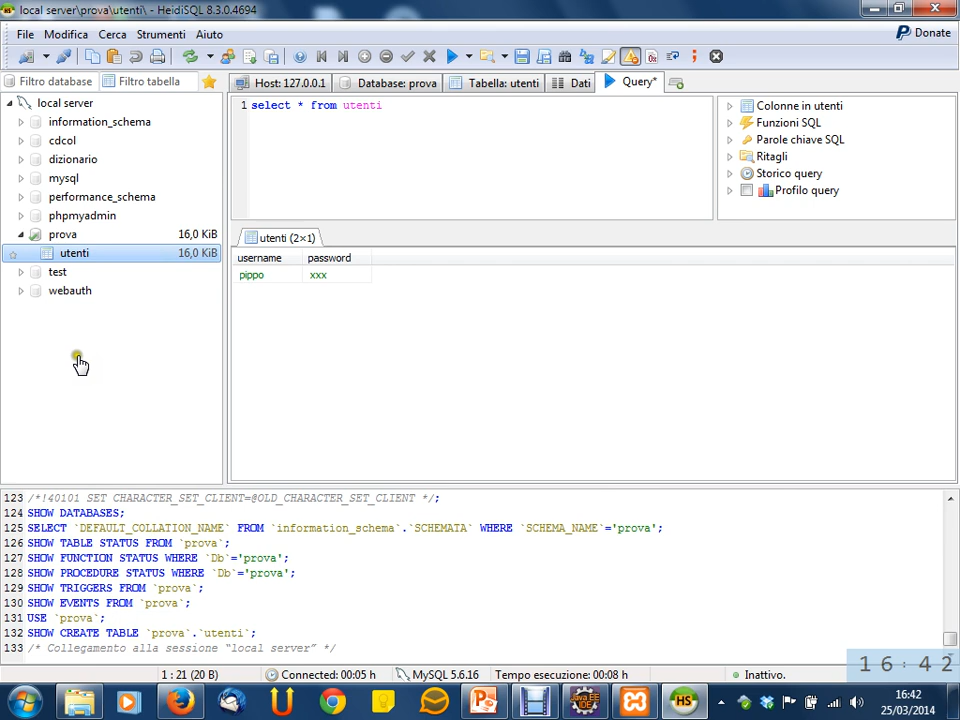 local server\prova\utenti\ - HeidiSQL 8.3.0.4694
File Modifica Cerca Strumenti Aiuto
Donate
Filtro database Filtro tabella
Host: 127.0.0.1 Database: prova Tabella: utenti Dati Query*
local server
information_schema
cdcol
dizionario
mysql
performance_schema
phpmyadmin
prova 16,0 KiB
utenti 16,0 KiB
test
webauth
1 select * from utenti
Colonne in utenti
Funzioni SQL
Parole chiave SQL
Ritagli
Storico query
Profilo query
utenti (2×1)
username password
pippo xxx
123 /*!40101 SET CHARACTER_SET_CLIENT=@OLD_CHARACTER_SET_CLIENT */;
124 SHOW DATABASES;
125 SELECT `DEFAULT_COLLATION_NAME` FROM `information_schema`.`SCHEMATA` WHERE `SCHEMA_NAME`='prova';
126 SHOW TABLE STATUS FROM `prova`;
127 SHOW FUNCTION STATUS WHERE `Db`='prova';
128 SHOW PROCEDURE STATUS WHERE `Db`='prova';
129 SHOW TRIGGERS FROM `prova`;
130 SHOW EVENTS FROM `prova`;
131 USE `prova`;
132 SHOW CREATE TABLE `prova`.`utenti`;
133 /* Collegamento alla sessione "local server" */
16:42
1 : 21 (20 B) Connected: 00:05 h MySQL 5.6.16 Tempo esecuzione: 00:08 h Inattivo.
16:42
25/03/2014